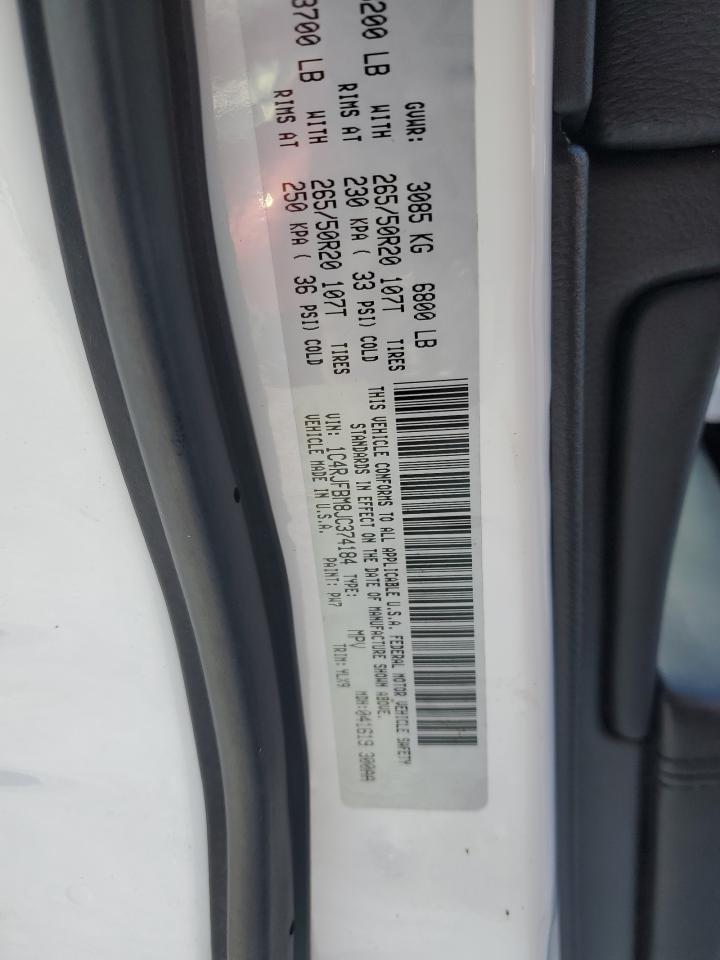 GVWR: 3085 KG 6800 LB
200 LB WITH 265/50R20 107T TIRES
RIMS AT 230 KPA ( 33 PSI) COLD
3700 LB WITH 265/50R20 107T TIRES
RIMS AT 250 KPA ( 36 PSI) COLD
THIS VEHICLE CONFORMS TO ALL APPLICABLE U.S.A. FEDERAL MOTOR VEHICLE SAFETY
STANDARDS IN EFFECT ON THE DATE OF MANUFACTURE SHOWN ABOVE.
VIN: 1C4RJFBM8JC374184 TYPE: MPV MDH:041619 300AA
VEHICLE MADE IN U.S.A. PAINT: PW7 TRIM: